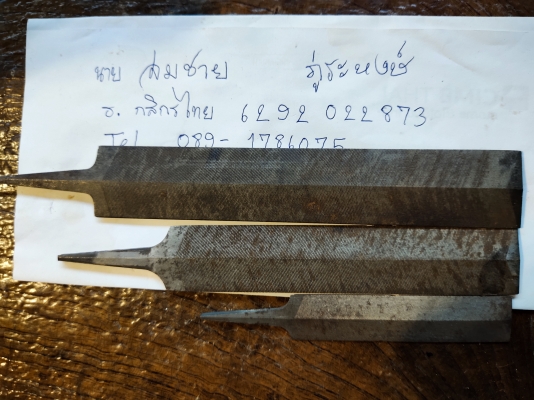 นาย สมชาย ภู่ระหงษ์
ธ. กสิกรไทย 6292 022873
Tel 089- 1786075